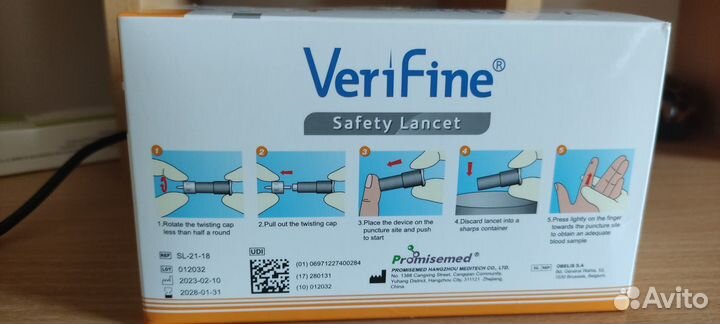 VeriFine®
Safety Lancet
1
2
3
4
5
1.Rotate the twisting cap
less than half a round
2.Pull out the twisting cap
3.Place the device on the
puncture site and push
to start
4.Discard lancet into a
sharps container
5.Press lightly on the finger
towards the puncture site
to obtain an adequate
blood sample
REF SL-21-18
LOT 012032
2023-02-10
2028-01-31
UDI
(01) 06971227400284
(17) 280131
(10) 012032
Promisemed®
PROMISEMED HANGZHOU MEDITECH CO., LTD.
No. 1388 Cangxing Street, Cangqian Community,
Yuhang District, Hangzhou City, 311121 Zhejiang,
China
EC REP
OBELIS S.A
Bd. Général Wahis, 53,
1030 Brussels, Belgium.
Avito